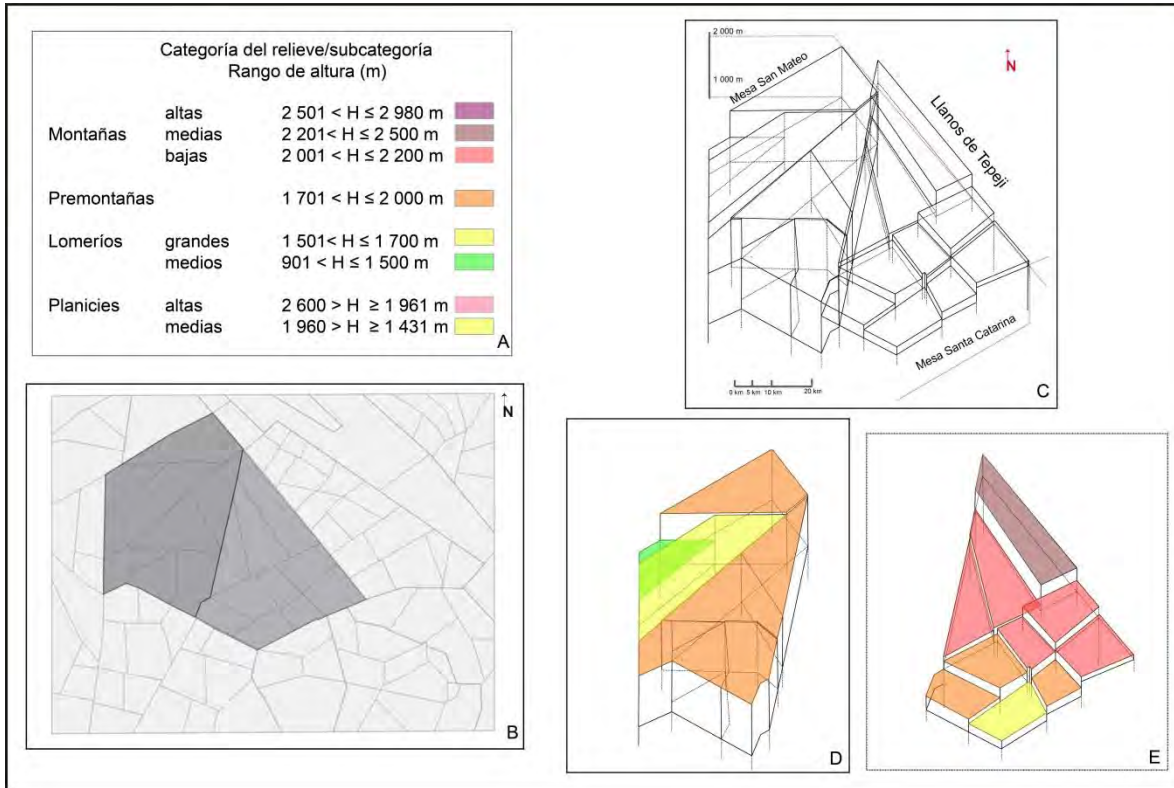 Categoría del relieve/subcategoría
Rango de altura (m)
altas 2 501 < H ≤ 2 980 m
Montañas medias 2 201< H ≤ 2 500 m
bajas 2 001 < H ≤ 2 200 m
Premontañas 1 701 < H ≤ 2 000 m
Lomeríos grandes 1 501< H ≤ 1 700 m
medios 901 < H ≤ 1 500 m
Planicies altas 2 600 > H ≥ 1 961 m
medias 1 960 > H ≥ 1 431 m
A
N
B
2 000 m
1 000 m
Mesa San Mateo
N
Llanos de Tepeji
Mesa Santa Catarina
0 km 5 km 10 km 20 km
C
D
E